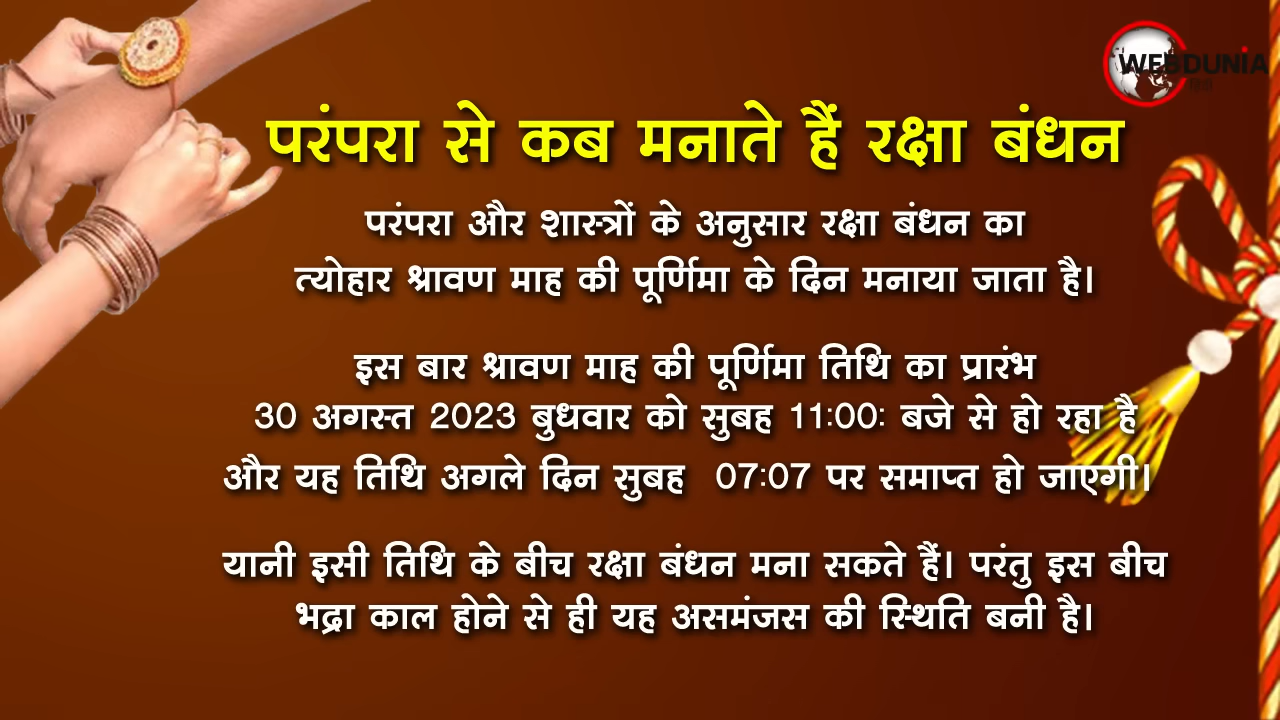 WEBDUNIA
परंपरा से कब मनाते हैं रक्षा बंधन
परंपरा और शास्त्रों के अनुसार रक्षा बंधन का
त्योहार श्रावण माह की पूर्णिमा के दिन मनाया जाता है।
इस बार श्रावण माह की पूर्णिमा तिथि का प्रारंभ
30 अगस्त 2023 बुधवार को सुबह 11:00: बजे से हो रहा है
और यह तिथि अगले दिन सुबह 07:07 पर समाप्त हो जाएगी।
यानी इसी तिथि के बीच रक्षा बंधन मना सकते हैं। परंतु इस बीच
भद्रा काल होने से ही यह असमंजस की स्थिति बनी है।